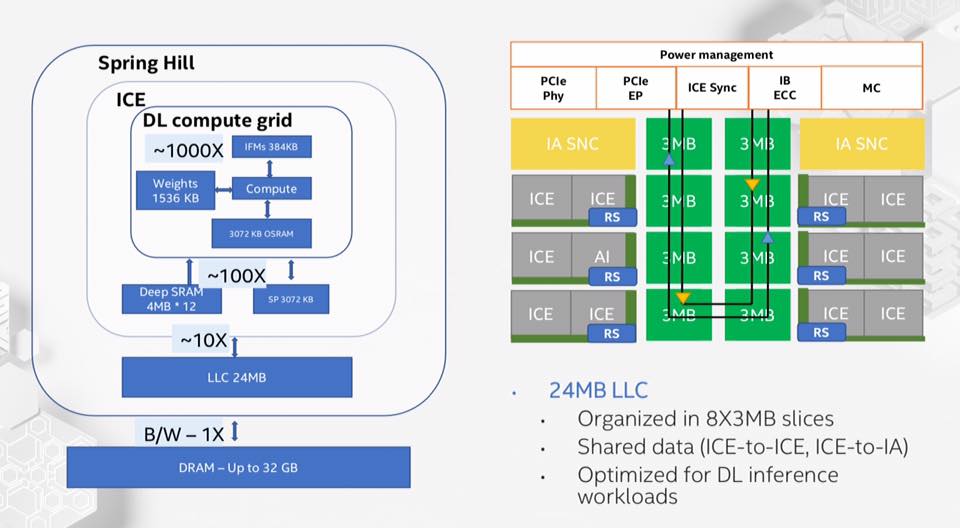 Spring Hill
ICE
DL compute grid
~1000X
IFMs 384KB
Weights
1536 KB
Compute
3072 KB OSRAM
~100X
Deep SRAM
4MB * 12
SP 3072 KB
~10X
LLC 24MB
B/W – 1X
DRAM – Up to 32 GB
Power management
PCIe
Phy
PCIe
EP
ICE Sync
IB
ECC
MC
IA SNC
3MB
3MB
IA SNC
ICE
ICE
RS
3MB
3MB
RS
ICE
ICE
ICE
AI
RS
3MB
3MB
RS
ICE
ICE
ICE
ICE
RS
3MB
3MB
RS
ICE
ICE
• 24MB LLC
• Organized in 8X3MB slices
• Shared data (ICE-to-ICE, ICE-to-IA)
• Optimized for DL inference
workloads